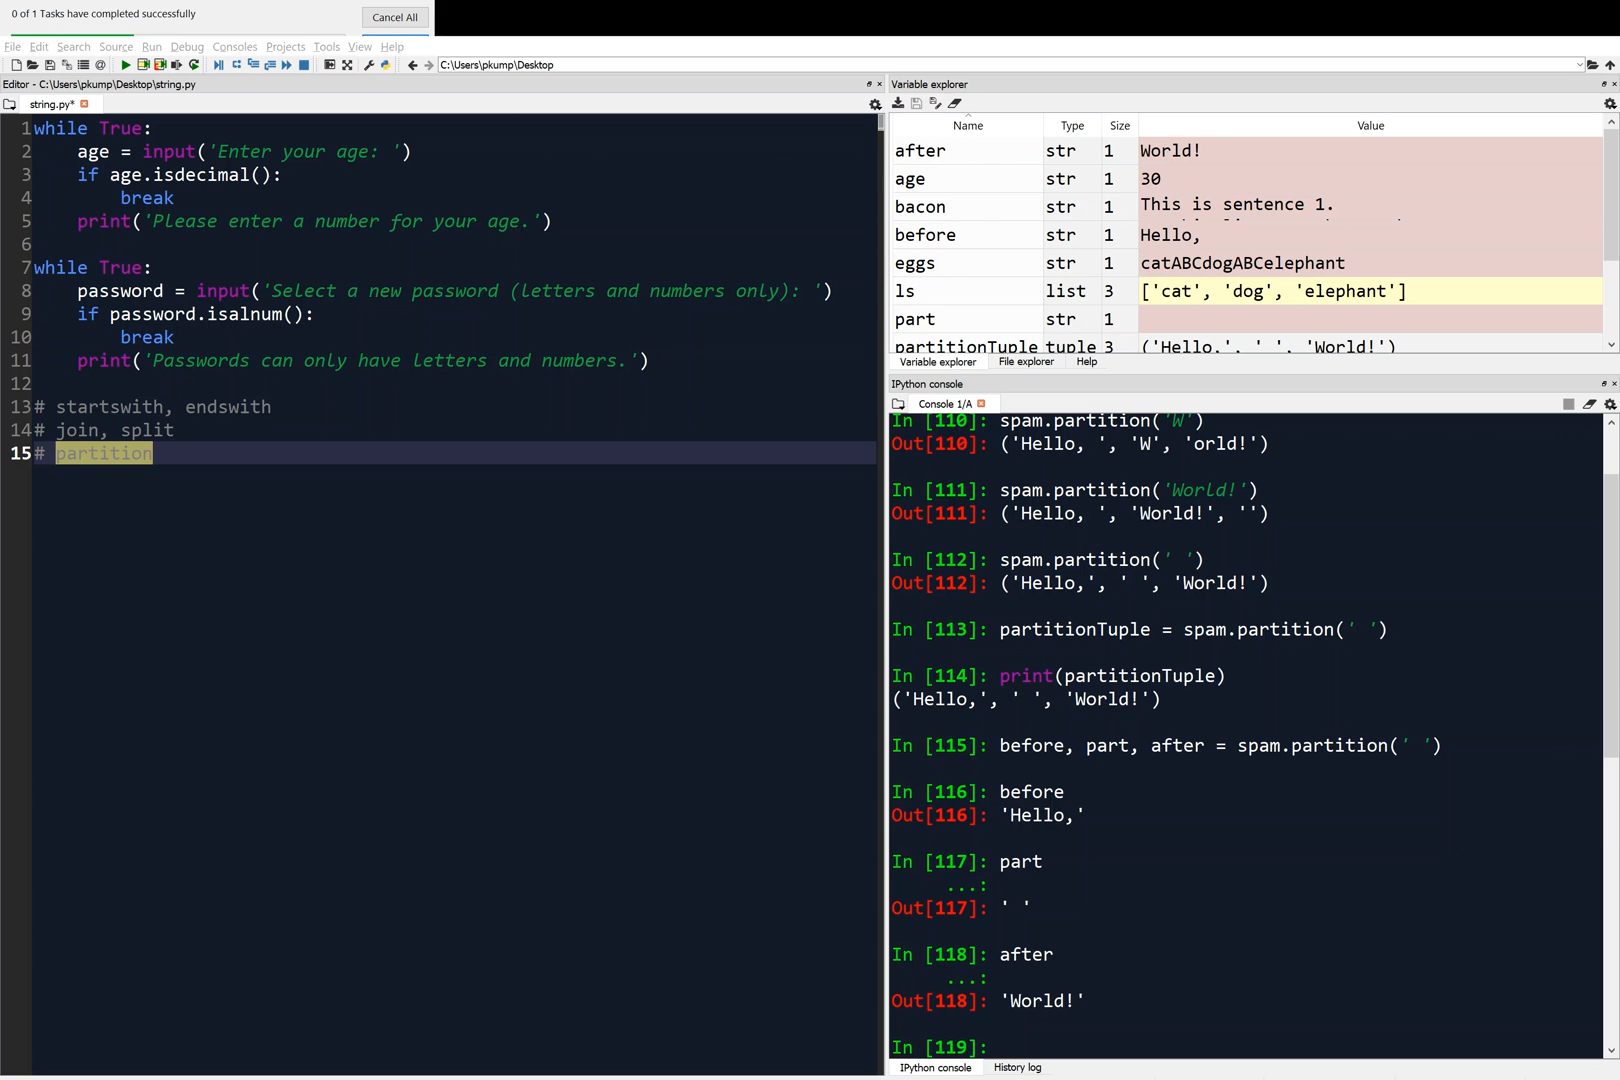 0 of 1 Tasks have completed successfully
Cancel All
File Edit Search Source Run Debug Consoles Projects Tools View Help
C:\Users\pkump\Desktop
Editor - C:\Users\pkump\Desktop\string.py
string.py*
1 while True:
2 age = input('Enter your age: ')
3 if age.isdecimal():
4 break
5 print('Please enter a number for your age.')
6
7 while True:
8 password = input('Select a new password (letters and numbers only): ')
9 if password.isalnum():
10 break
11 print('Passwords can only have letters and numbers.')
12
13 # startswith, endswith
14 # join, split
15 # partition
Variable explorer
Name Type Size Value
after str 1 World!
age str 1 30
bacon str 1 This is sentence 1.
before str 1 Hello,
eggs str 1 catABCdogABCelephant
ls list 3 ['cat', 'dog', 'elephant']
part str 1
partitionTuple tuple 3 ('Hello,', ' ', 'World!')
Variable explorer File explorer Help
IPython console
Console 1/A
In [110]: spam.partition('W')
Out[110]: ('Hello, ', 'W', 'orld!')
In [111]: spam.partition('World!')
Out[111]: ('Hello, ', 'World!', '')
In [112]: spam.partition(' ')
Out[112]: ('Hello,', ' ', 'World!')
In [113]: partitionTuple = spam.partition(' ')
In [114]: print(partitionTuple)
('Hello,', ' ', 'World!')
In [115]: before, part, after = spam.partition(' ')
In [116]: before
Out[116]: 'Hello,'
In [117]: part
...:
Out[117]: ' '
In [118]: after
...:
Out[118]: 'World!'
In [119]:
IPython console History log